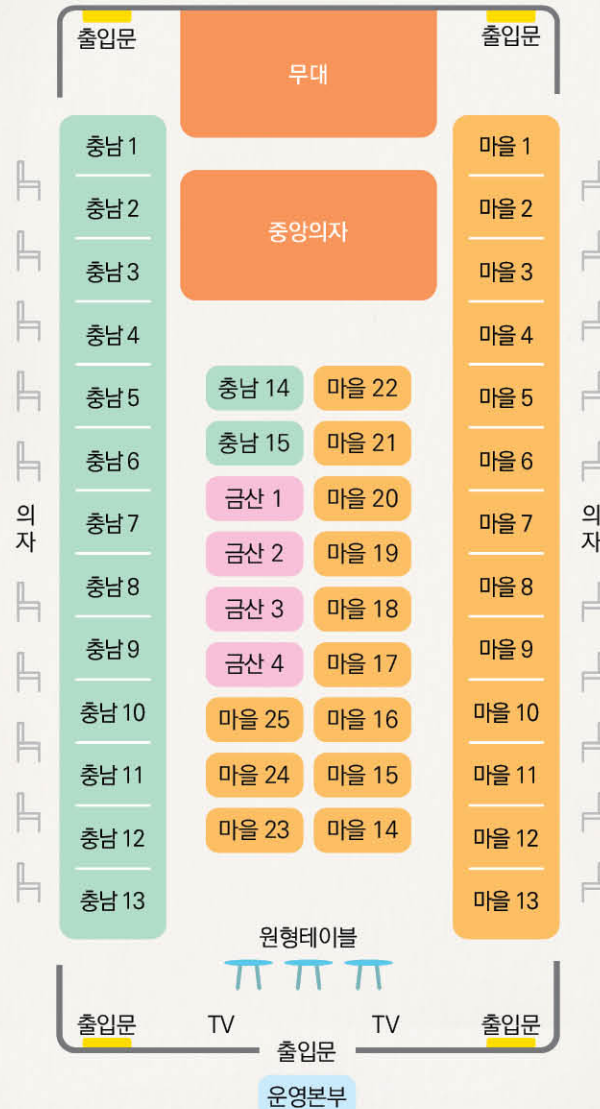 출입문
출입문
무대
중앙의자
충남 1
충남 2
충남 3
충남 4
충남 5
충남 6
충남 7
충남 8
충남 9
충남 10
충남 11
충남 12
충남 13
의
자
충남 14
마을 22
충남 15
마을 21
금산 1
마을 20
금산 2
마을 19
금산 3
마을 18
금산 4
마을 17
마을 25
마을 16
마을 24
마을 15
마을 23
마을 14
마을 1
마을 2
마을 3
마을 4
마을 5
마을 6
마을 7
마을 8
마을 9
마을 10
마을 11
마을 12
마을 13
의
자
원형테이블
출입문
TV
TV
출입문
출입문
운영본부